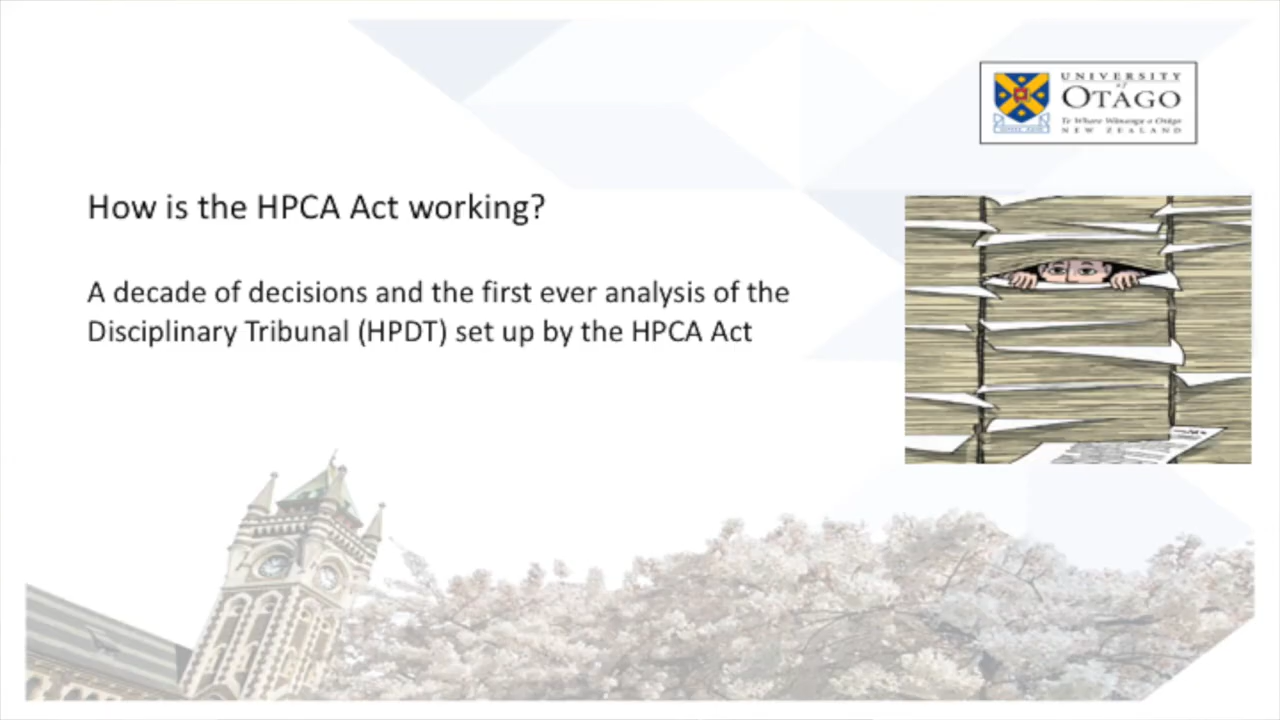 UNIVERSITY
of
OTAGO
Te Whare Wānanga o Otāgo
NEW ZEALAND
How is the HPCA Act working?
A decade of decisions and the first ever analysis of the
Disciplinary Tribunal (HPDT) set up by the HPCA Act